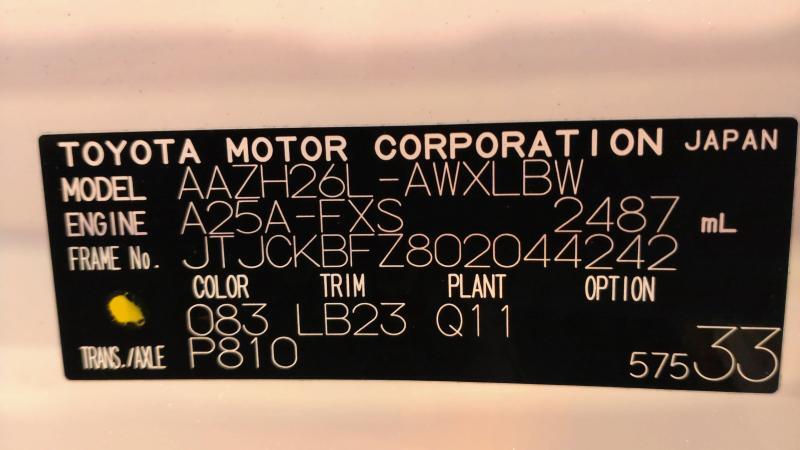 TOYOTA MOTOR CORPORATION JAPAN
MODEL AAZH26L-AWXLBW
ENGINE A25A-FXS 2487 mL
FRAME No. JTJCKBFZ802044242
COLOR TRIM PLANT OPTION
083 LB23 Q11
TRANS./AXLE P810 57533